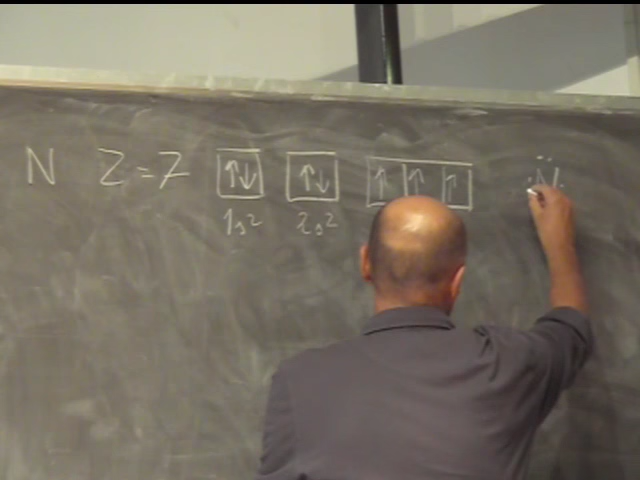 N Z=7 ↑↓ ↑↓ ↑ ↑ ↑ N
1s² 2s²